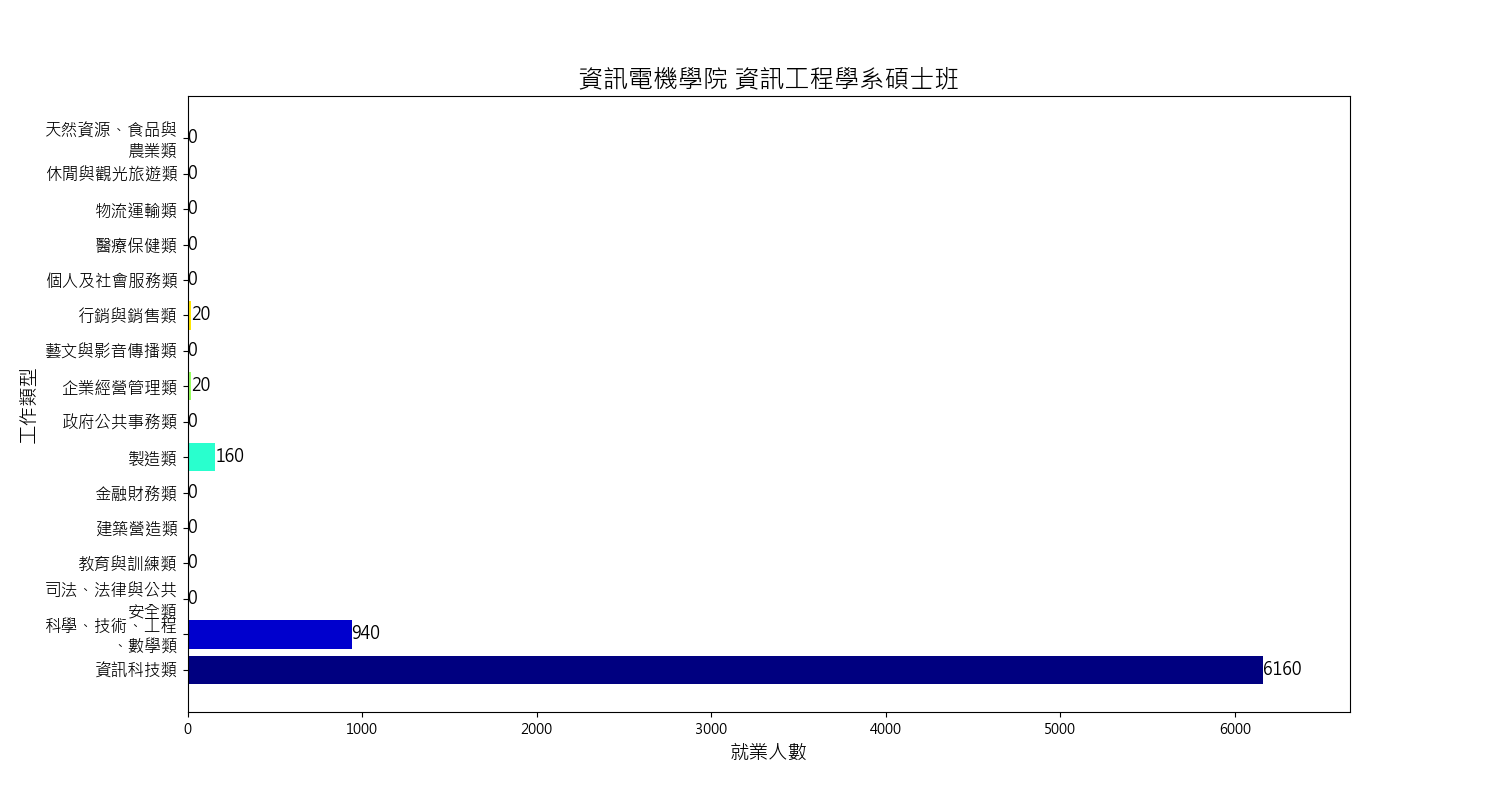 資訊電機學院 資訊工程學系碩士班
天然資源、食品與
農業類
0
休閒與觀光旅遊類
0
物流運輸類
0
醫療保健類
0
個人及社會服務類
0
行銷與銷售類
20
藝文與影音傳播類
0
企業經營管理類
20
政府公共事務類
0
製造類
160
金融財務類
0
建築營造類
0
教育與訓練類
0
司法、法律與公共
安全類
0
科學、技術、工程
、數學類
940
資訊科技類
6160
工作類型
0 1000 2000 3000 4000 5000 6000
就業人數